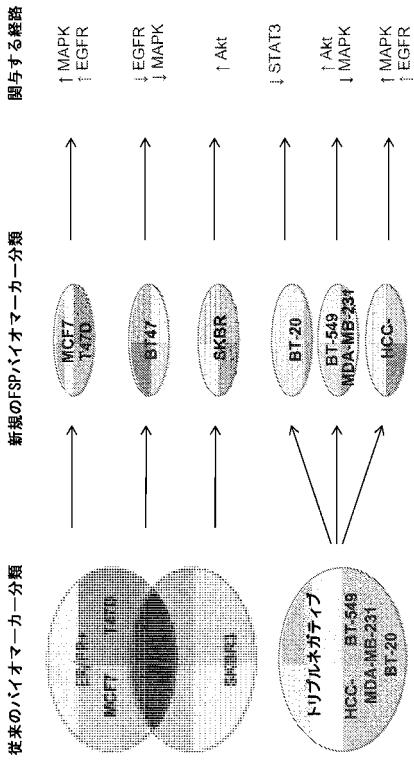 従来のバイオマーカー分類
新規のFSPバイオマーカー分類
関与する経路
MCF7 T47D
トリプルネガティブ
HCC- BT-549
MDA-MB-231
BT-20
MCF7
T47D
BT47
SKBR
BT-20
BT-549
MDA-MB-231
HCC-
↑ MAPK
↑ EGFR
↓ EGFR
↓ MAPK
↑ Akt
↓ STAT3
↑ Akt
↓ MAPK
↑ MAPK
↑ EGFR